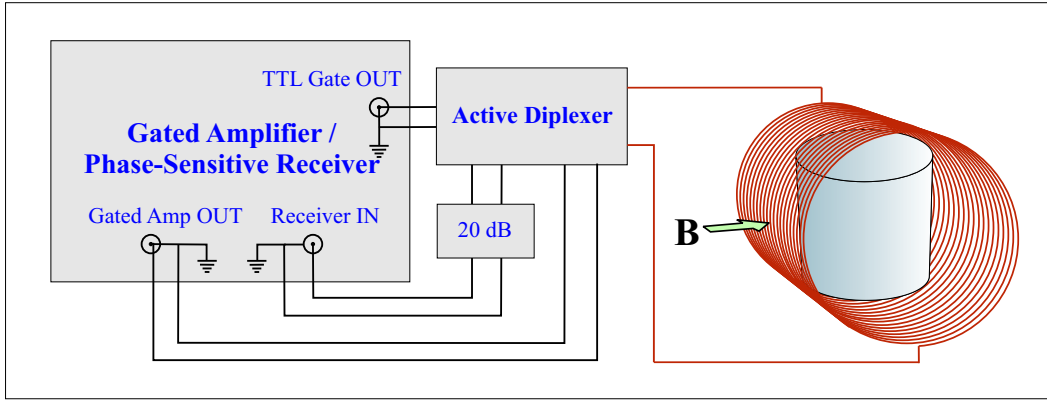 TTL Gate OUT
Active Diplexer
Gated Amplifier /
Phase-Sensitive Receiver
Gated Amp OUT
Receiver IN
20 dB
B